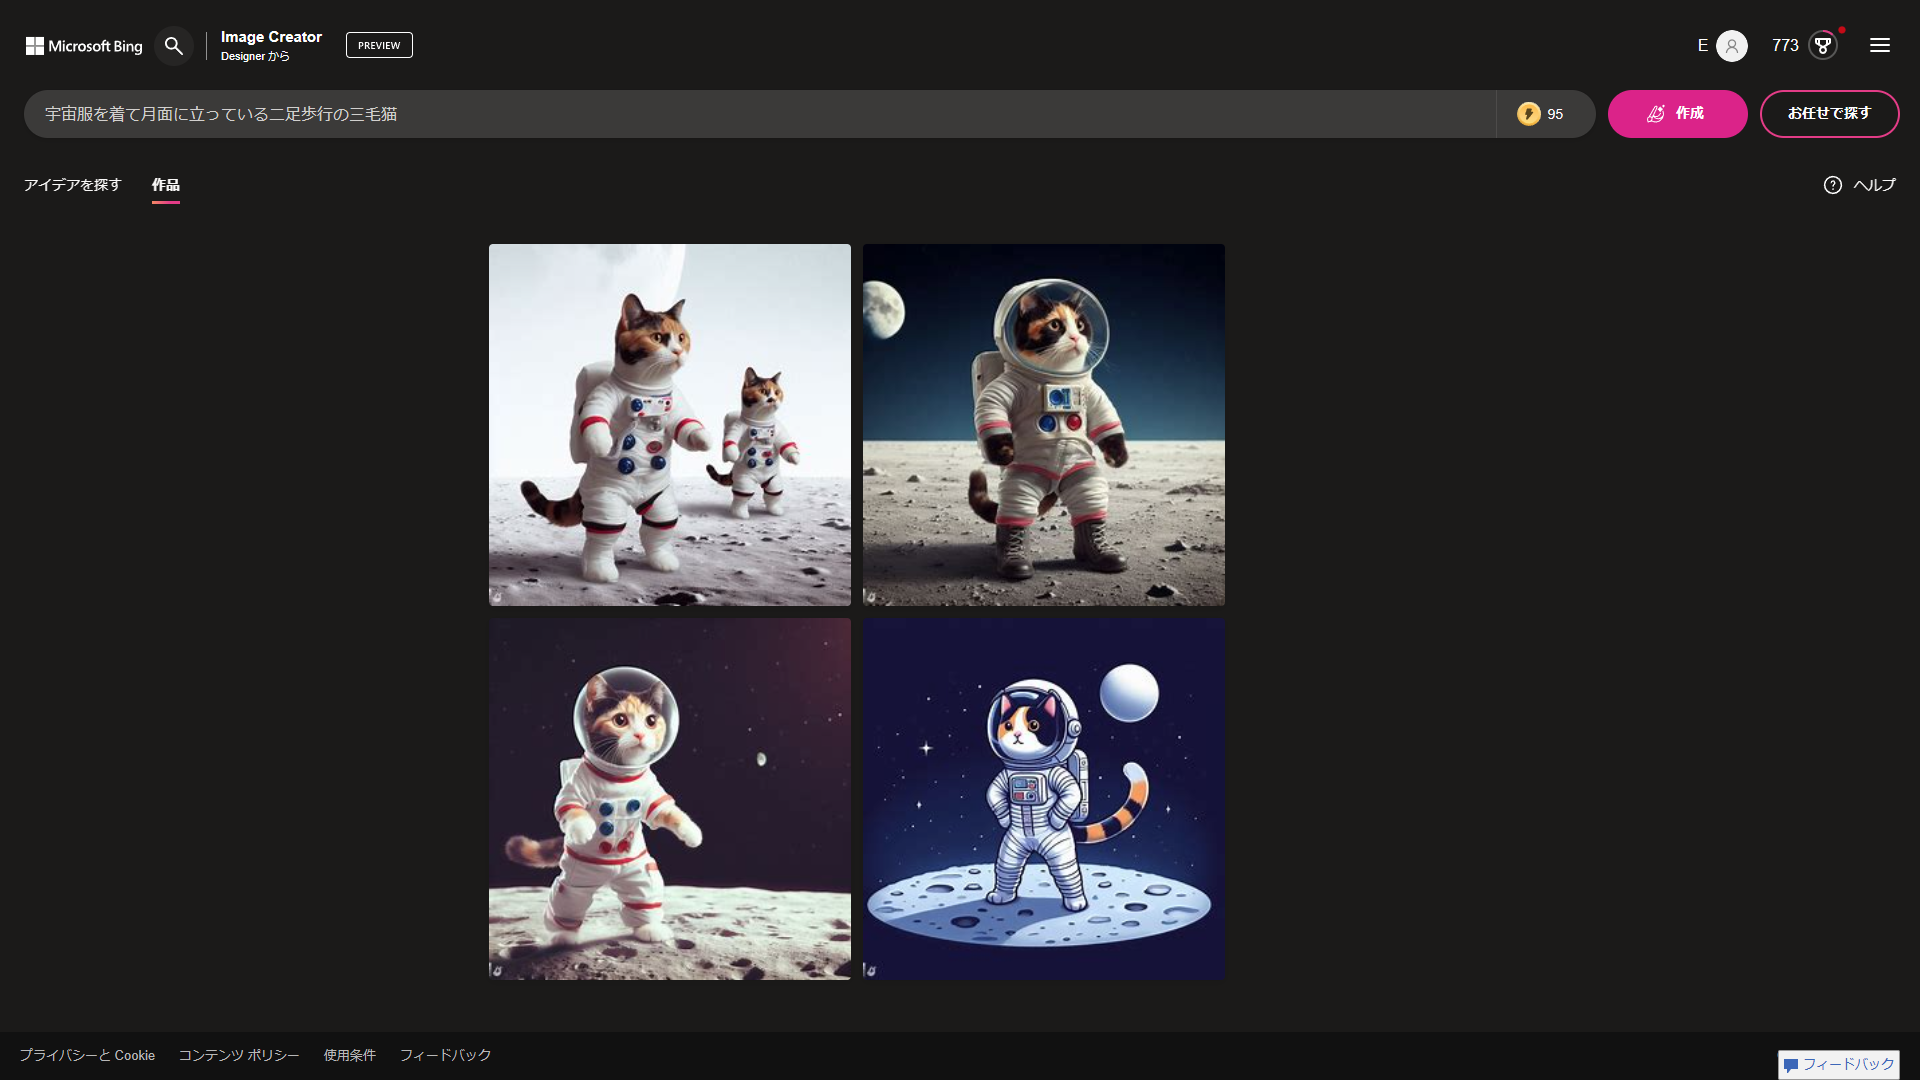 Microsoft Bing
Image Creator
Designer から
PREVIEW
E
773
宇宙服を着て月面に立っている二足歩行の三毛猫
95
作成
お任せで探す
アイデアを探す
作品
ヘルプ
プライバシーと Cookie
コンテンツ ポリシー
使用条件
フィードバック
フィードバック